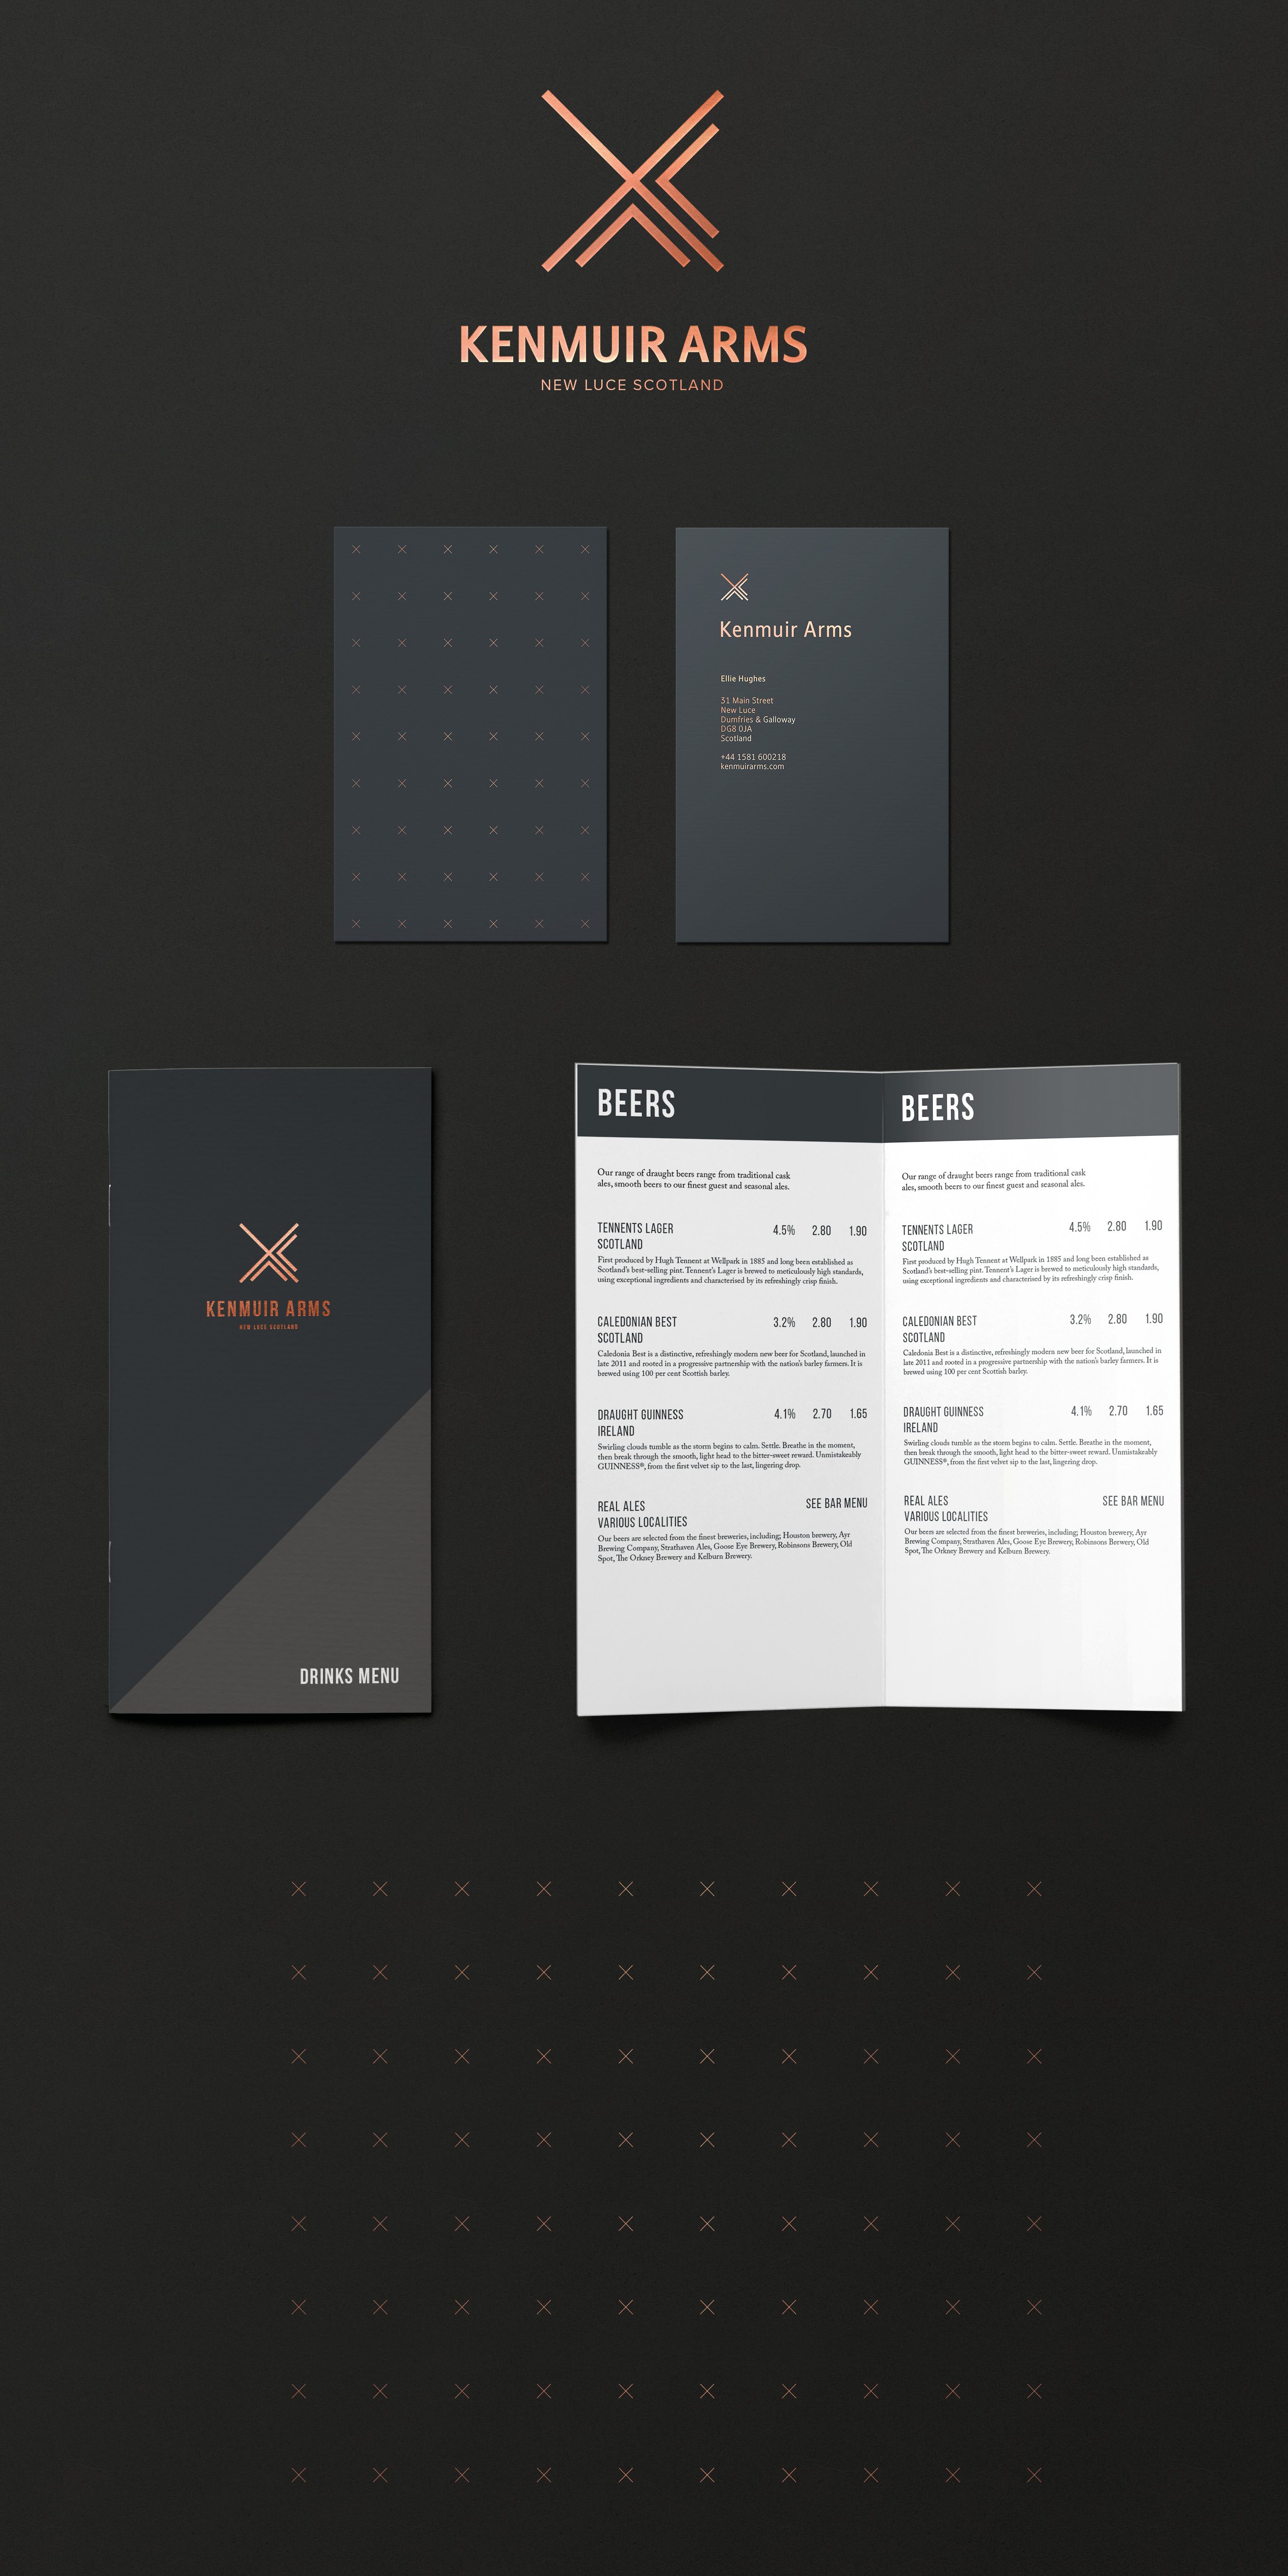 KENMUIR ARMS
NEW LUCE SCOTLAND
Kenmuir Arms
Ellie Hughes
31 Main Street
New Luce
Dumfries & Galloway
DG8 0JA
Scotland
+44 1581 600218
kenmuirarms.com
KENMUIR ARMS
NEW LUCE SCOTLAND
DRINKS MENU
BEERS
Our range of draught beers range from traditional cask
ales, smooth beers to our finest guest and seasonal ales.
TENNENTS LAGER 4.5% 2.80 1.90
SCOTLAND
First produced by Hugh Tennent at Wellpark in 1885 and long been established as
Scotland's best-selling pint. Tennent's Lager is brewed to meticulously high standards,
using exceptional ingredients and characterised by its refreshingly crisp finish.
CALEDONIAN BEST 3.2% 2.80 1.90
SCOTLAND
Caledonia Best is a distinctive, refreshingly modern new beer for Scotland, launched in
late 2011 and rooted in a progressive partnership with the nation's barley farmers. It is
brewed using 100 per cent Scottish barley.
DRAUGHT GUINNESS 4.1% 2.70 1.65
IRELAND
Swirling clouds tumble as the storm begins to calm. Settle. Breathe in the moment,
then break through the smooth, light head to the bitter-sweet reward. Unmistakeably
GUINNESS®, from the first velvet sip to the last, lingering drop.
REAL ALES SEE BAR MENU
VARIOUS LOCALITIES
Our beers are selected from the finest breweries, including; Houston brewery, Ayr
Brewing Company, Strathaven Ales, Goose Eye Brewery, Robinsons Brewery, Old
Spot, The Orkney Brewery and Kelburn Brewery.
BEERS
Our range of draught beers range from traditional cask
ales, smooth beers to our finest guest and seasonal ales.
TENNENTS LAGER 4.5% 2.80 1.90
SCOTLAND
First produced by Hugh Tennent at Wellpark in 1885 and long been established as
Scotland's best-selling pint. Tennent's Lager is brewed to meticulously high standards,
using exceptional ingredients and characterised by its refreshingly crisp finish.
CALEDONIAN BEST 3.2% 2.80 1.90
SCOTLAND
Caledonia Best is a distinctive, refreshingly modern new beer for Scotland, launched in
late 2011 and rooted in a progressive partnership with the nation's barley farmers. It is
brewed using 100 per cent Scottish barley.
DRAUGHT GUINNESS 4.1% 2.70 1.65
IRELAND
Swirling clouds tumble as the storm begins to calm. Settle. Breathe in the moment,
then break through the smooth, light head to the bitter-sweet reward. Unmistakeably
GUINNESS®, from the first velvet sip to the last, lingering drop.
REAL ALES SEE BAR MENU
VARIOUS LOCALITIES
Our beers are selected from the finest breweries, including; Houston brewery, Ayr
Brewing Company, Strathaven Ales, Goose Eye Brewery, Robinsons Brewery, Old
Spot, The Orkney Brewery and Kelburn Brewery.